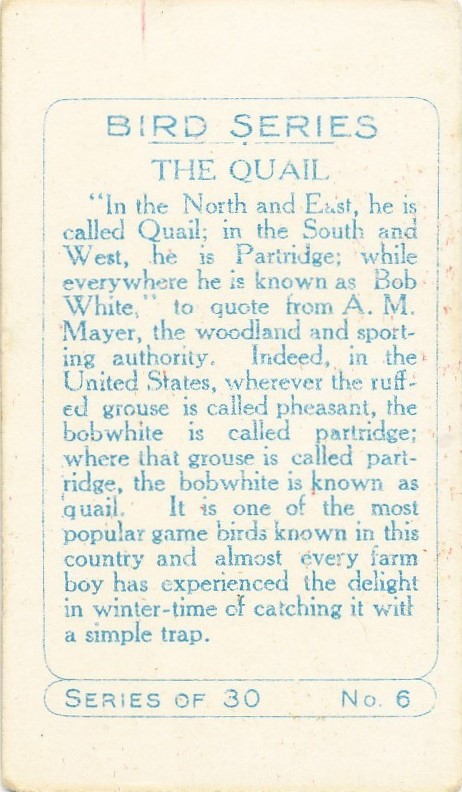 BIRD SERIES
THE QUAIL
"In the North and East, he is
called Quail; in the South and
West, he is Partridge; while
everywhere he is known as Bob
White," to quote from A. M.
Mayer, the woodland and sport-
ing authority. Indeed, in the
United States, wherever the ruff-
ed grouse is called pheasant, the
bobwhite is called partridge;
where that grouse is called part-
ridge, the bobwhite is known as
quail. It is one of the most
popular game birds known in this
country and almost every farm
boy has experienced the delight
in winter-time of catching it with
a simple trap.
SERIES OF 30 No. 6